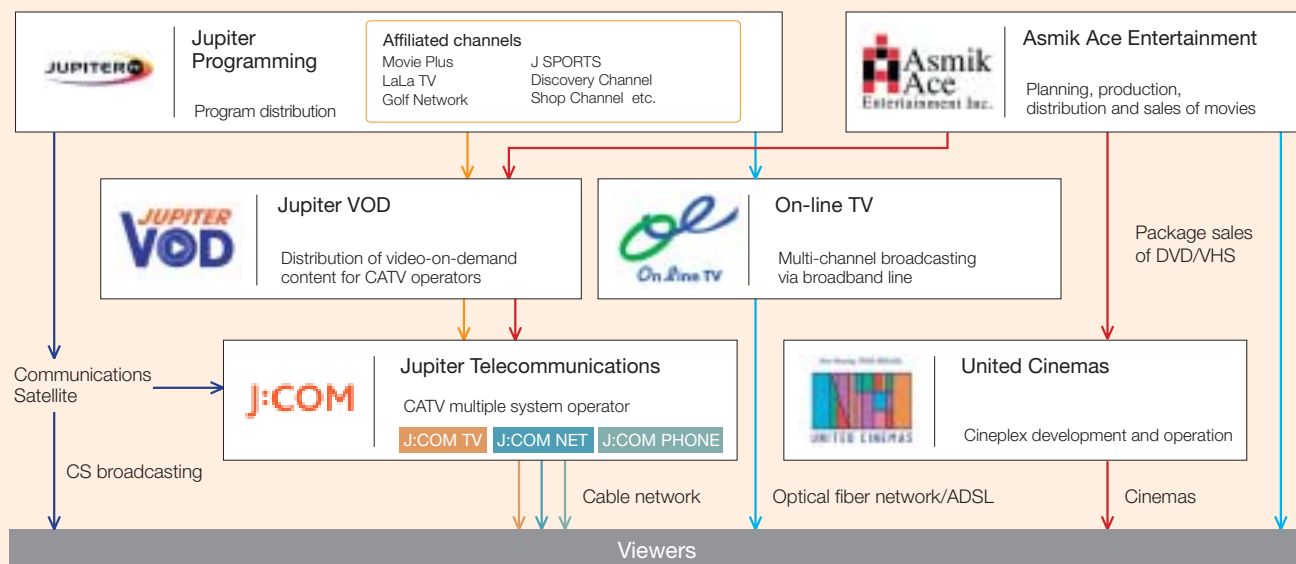 JUPITER
Jupiter
Programming
Program distribution
Affiliated channels
Movie Plus
LaLa TV
Golf Network
J SPORTS
Discovery Channel
Shop Channel etc.
Asmik
Ace
Entertainment Inc.
Asmik Ace Entertainment
Planning, production,
distribution and sales of movies
JUPITER
VOD
Jupiter VOD
Distribution of video-on-demand
content for CATV operators
On.line TV
On-line TV
Multi-channel broadcasting
via broadband line
Package sales
of DVD/VHS
Communications
Satellite
J:COM
Jupiter Telecommunications
CATV multiple system operator
J:COM TV
J:COM NET
J:COM PHONE
UNITED CINEMAS
United Cinemas
Cineplex development and operation
CS broadcasting
Cable network
Optical fiber network/ADSL
Cinemas
Viewers